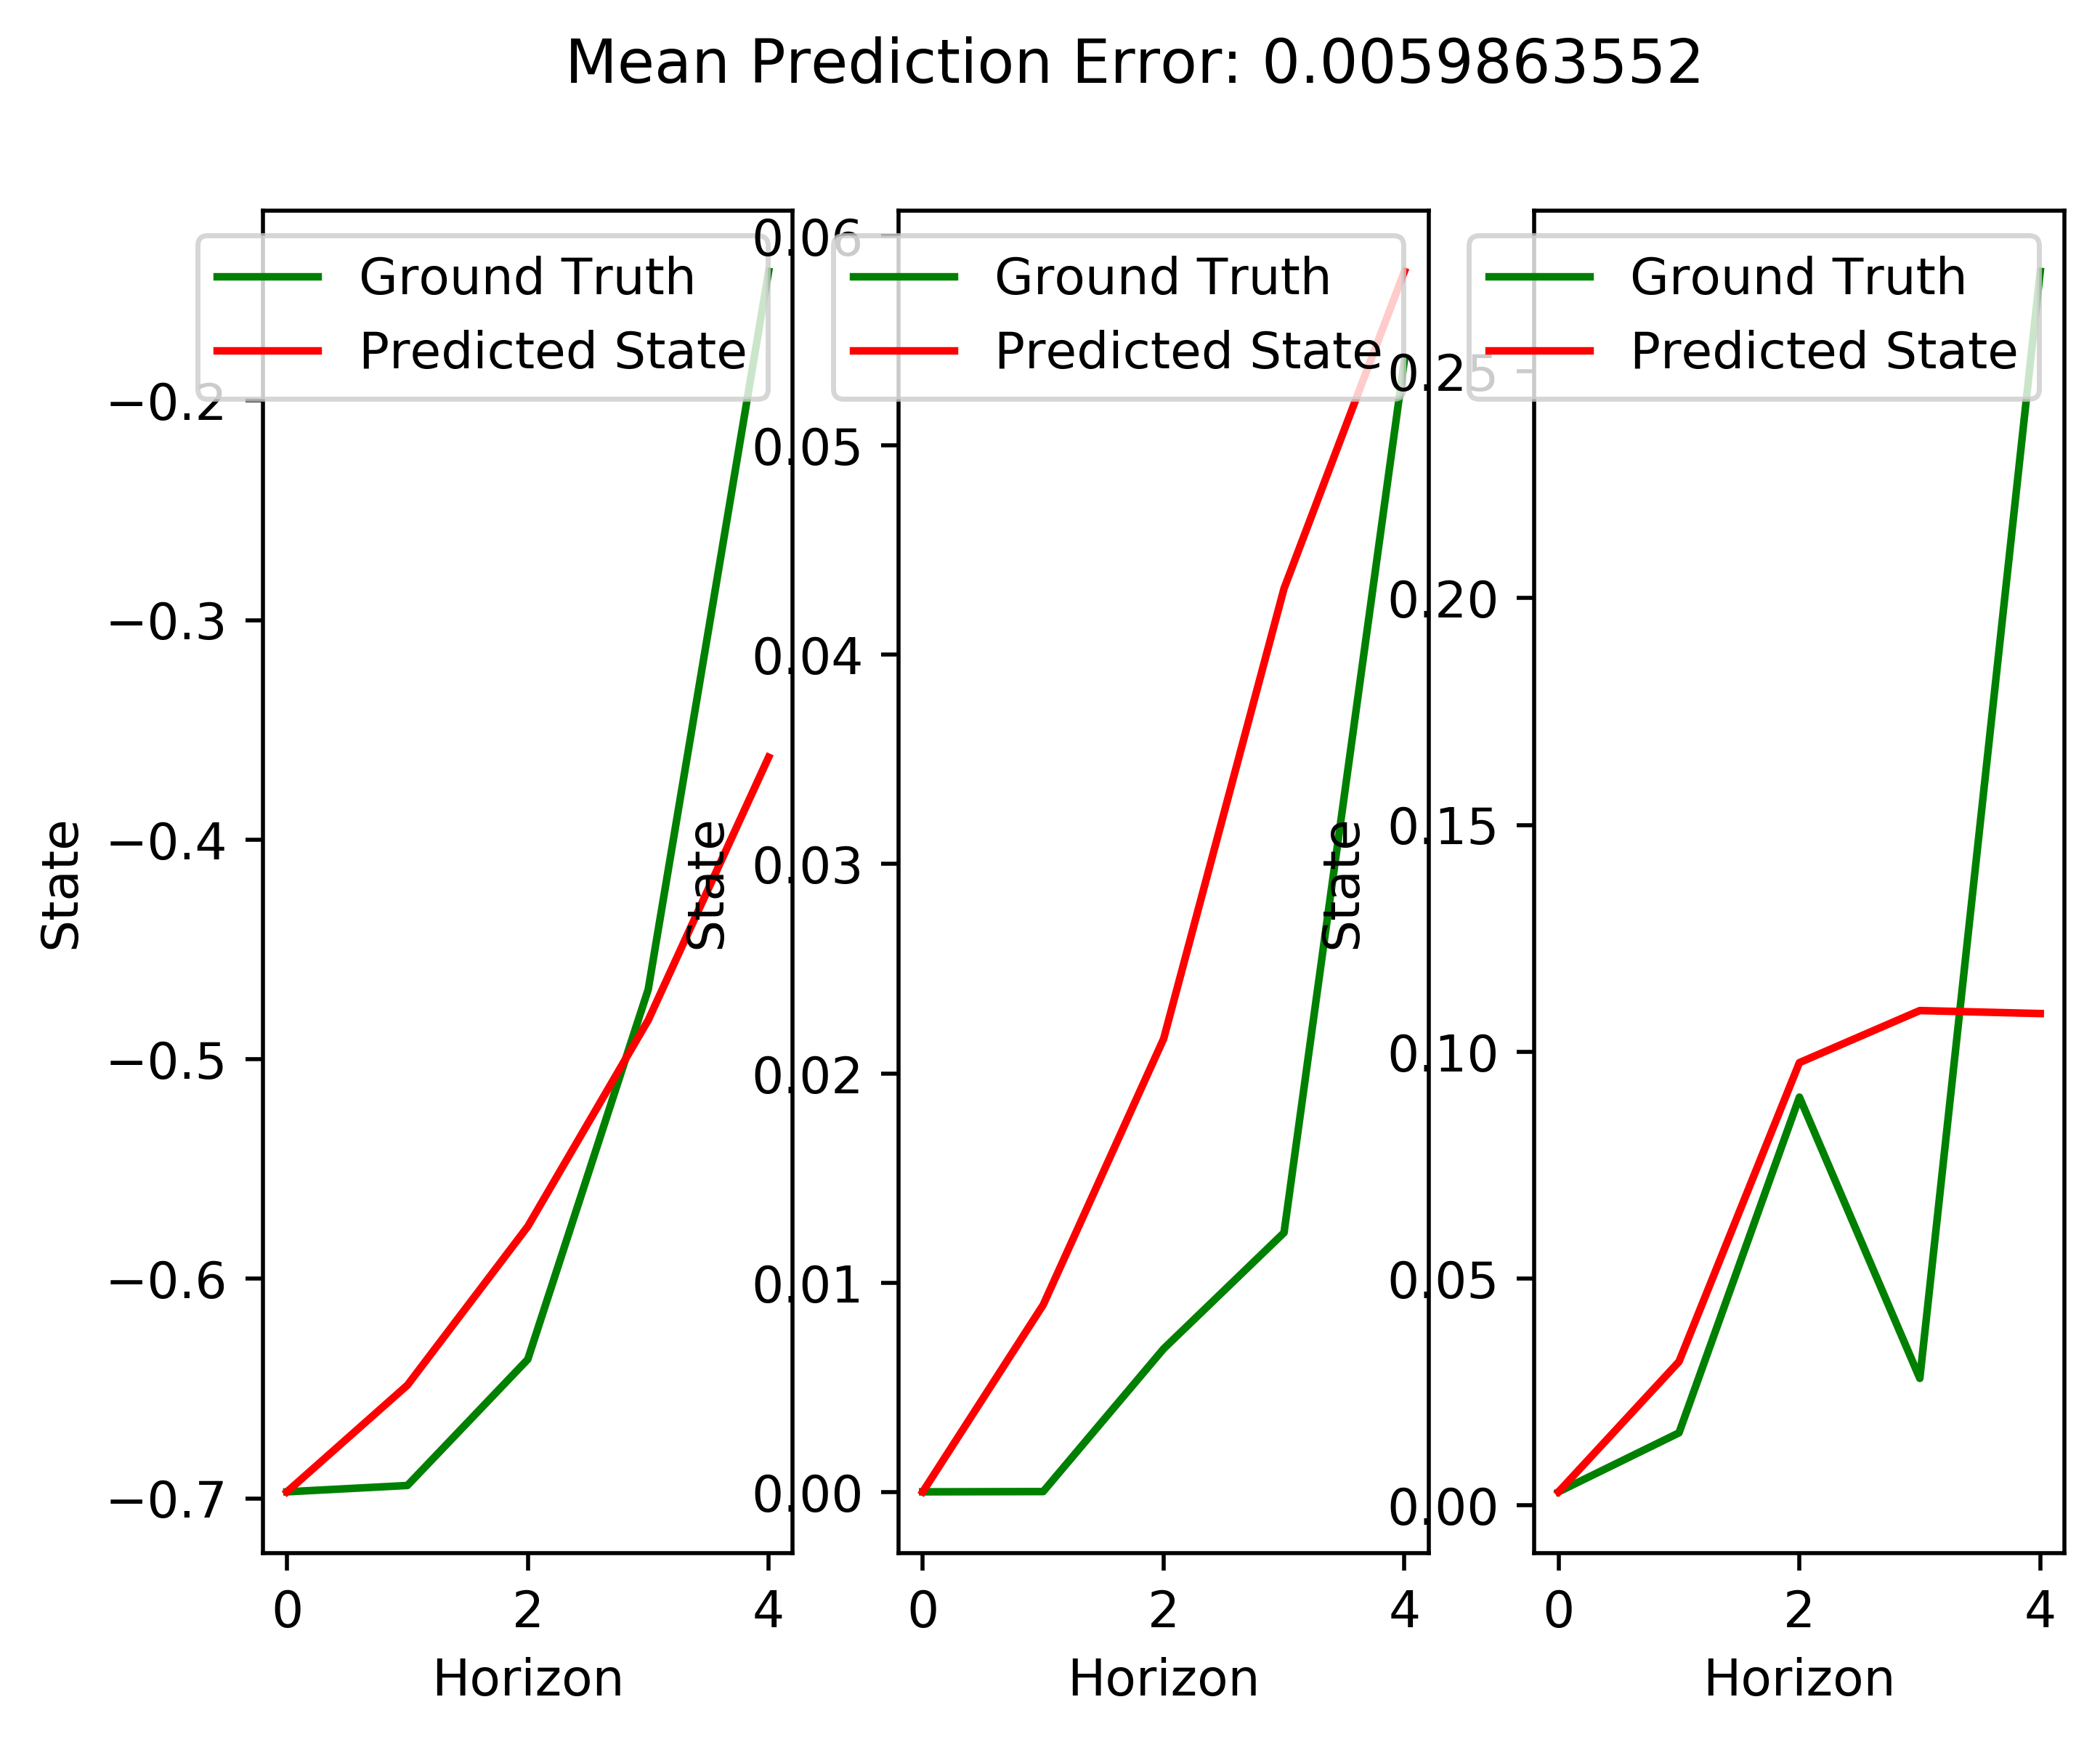 Mean Prediction Error: 0.0059863552
Ground Truth
Predicted State
−0.2
−0.3
−0.4
−0.5
−0.6
−0.7
State
0 2 4
Horizon
Ground Truth
Predicted State
0.06
0.05
0.04
0.03
0.02
0.01
0.00
State
0 2 4
Horizon
Ground Truth
Predicted State
0.25
0.20
0.15
0.10
0.05
0.00
State
0 2 4
Horizon